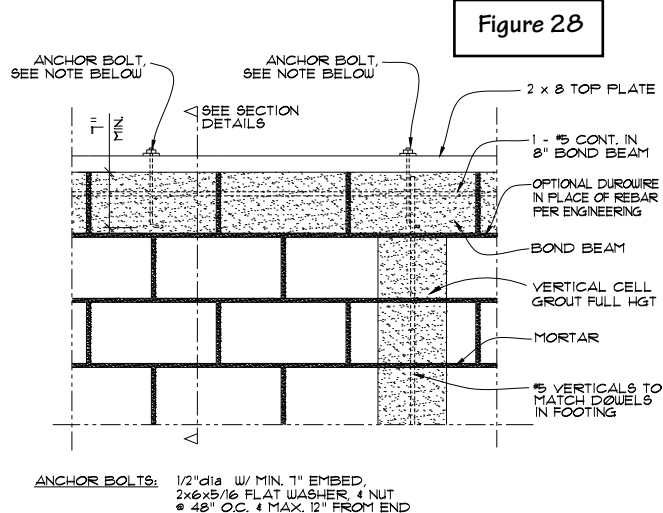 Figure 28
ANCHOR BOLT,
SEE NOTE BELOW
ANCHOR BOLT,
SEE NOTE BELOW
2 x 8 TOP PLATE
SEE SECTION
DETAILS
1 - #5 CONT. IN
8" BOND BEAM
OPTIONAL DUROWIRE
IN PLACE OF REBAR
PER ENGINEERING
BOND BEAM
VERTICAL CELL
GROUT FULL HGT
MORTAR
#5 VERTICALS TO
MATCH DOWELS
IN FOOTING
ANCHOR BOLTS: 1/2"dia W/ MIN. 7" EMBED,
2x6x5/16 FLAT WASHER, & NUT
@ 48" O.C. & MAX. 12" FROM END